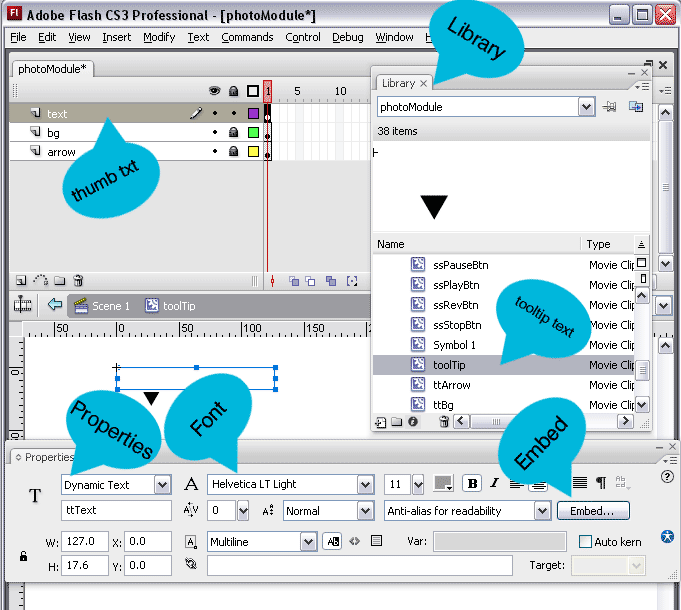 Fl Adobe Flash CS3 Professional - [photoModule*]
File Edit View Insert Modify Text Commands Control Debug Window
Library
photoModule*
1 5 10
Library
photoModule
38 items
text
bg
arrow
thumb txt
Name Type
ssPauseBtn Movie Clip
ssPlayBtn Movie Clip
ssRevBtn Movie Clip
ssStopBtn Movie Clip
Symbol 1 Movie Clip
toolTip Movie Clip
ttArrow Movie Clip
ttBg Movie Clip
tooltip text
Scene 1 toolTip
50 0 50 100 150
0
Properties
Font
Embed
Properties
T Dynamic Text A Helvetica LT Light 11 B I
ttText A|V 0 Normal Anti-alias for readability Embed...
W: 127.0 X: 0.0 Multiline AB <> Var: Auto kern
H: 17.6 Y: 0.0 Target: